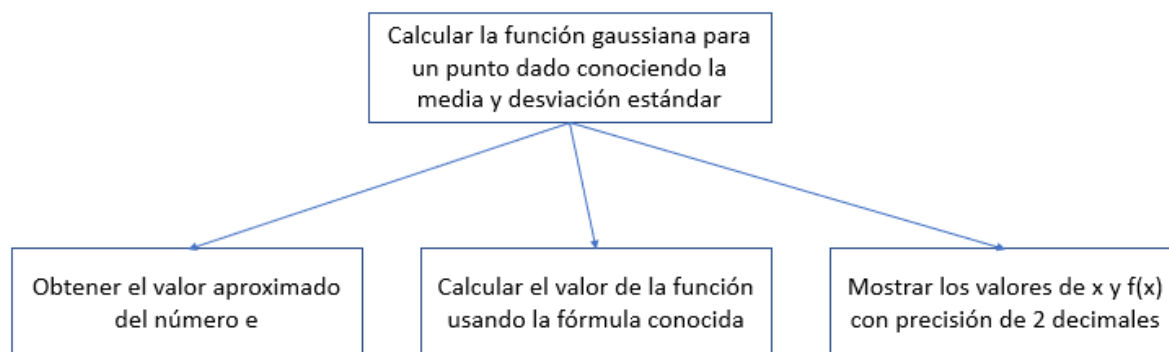 Calcular la función gaussiana para
un punto dado conociendo la
media y desviación estándar
Obtener el valor aproximado
del número e
Calcular el valor de la función
usando la fórmula conocida
Mostrar los valores de x y f(x)
con precisión de 2 decimales